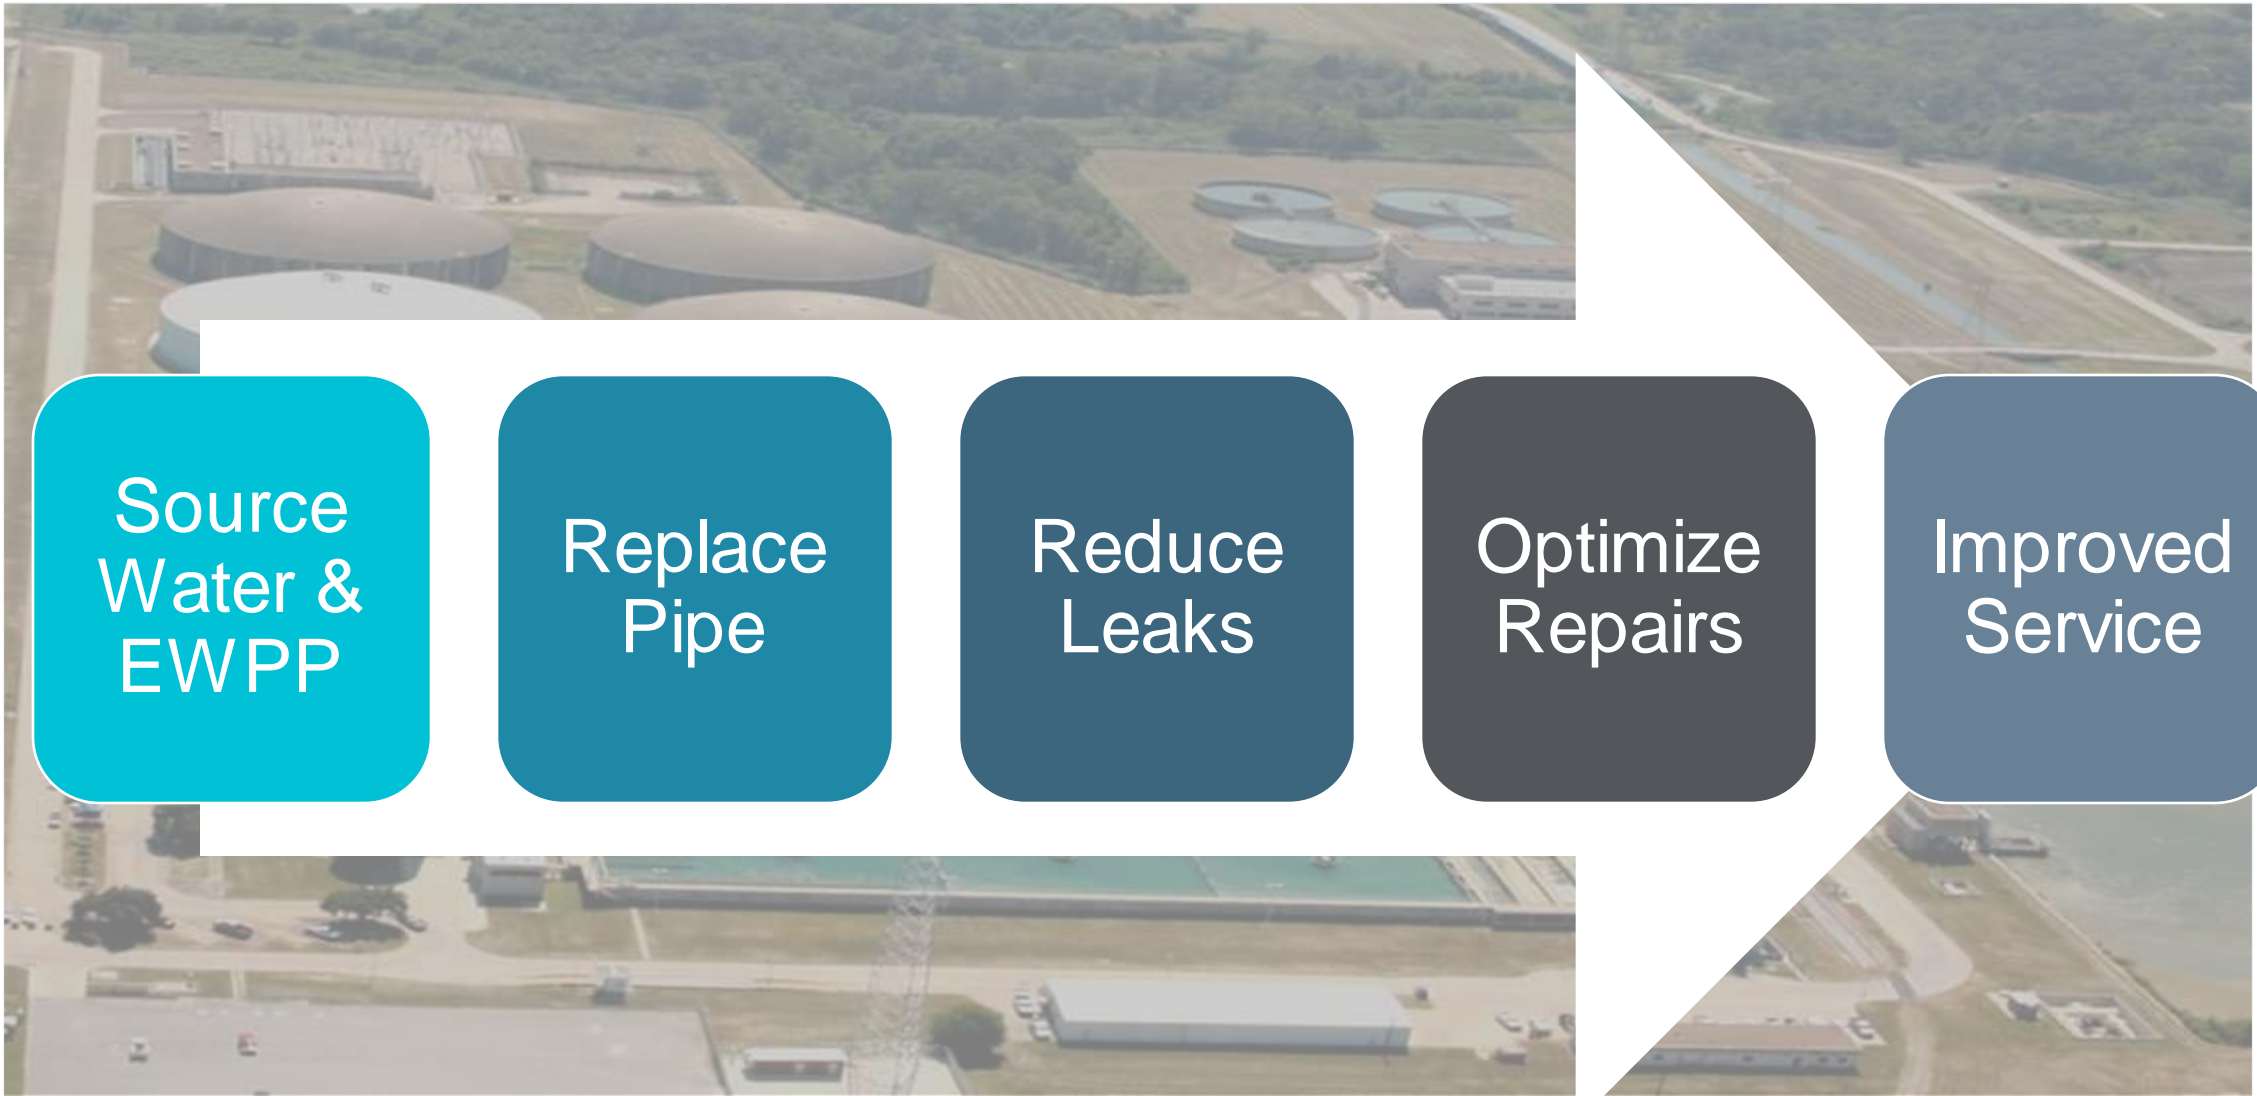 Source
Water &
EWPP
Replace
Pipe
Reduce
Leaks
Optimize
Repairs
Improved
Service